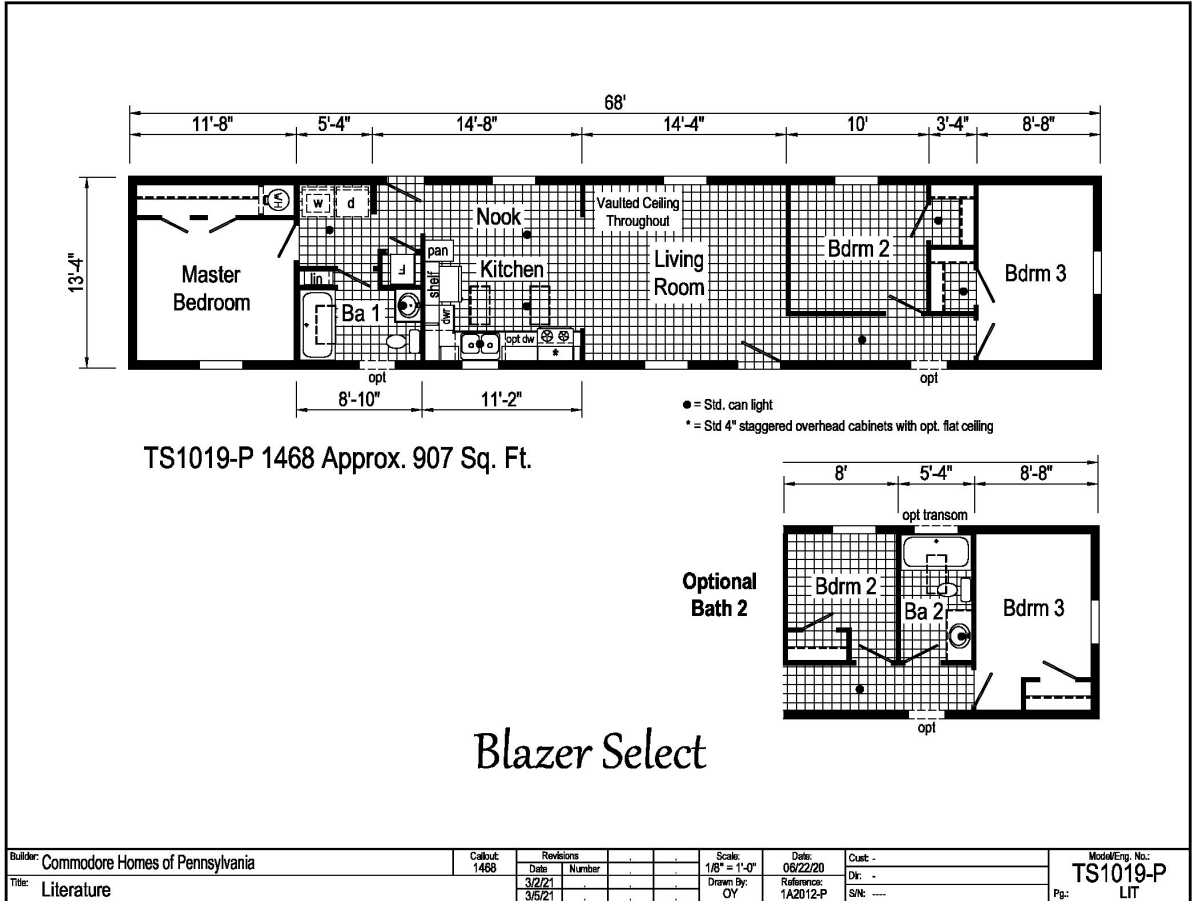 68'
11'-8" 5'-4" 14'-8" 14'-4" 10' 3'-4" 8'-8"
13'-4"
WH
w d
Nook
Vaulted Ceiling
Throughout
Bdrm 2
pan
Master
Bedroom
F
Kitchen
Living
Room
Bdrm 3
lin
shelf
Ba 1
dwr
opt dw
*
opt
opt
8'-10" 11'-2"
● = Std. can light
* = Std 4" staggered overhead cabinets with opt. flat ceiling
TS1019-P 1468 Approx. 907 Sq. Ft.
8' 5'-4" 8'-8"
opt transom
Optional
Bath 2
Bdrm 2
Ba 2
Bdrm 3
opt
Blazer Select
Builder: Commodore Homes of Pennsylvania
Title: Literature
Callout:
1468
Revisions
Date Number
3/2/21
3/5/21
Scale:
1/8" = 1'-0"
Drawn By:
OY
Date:
06/22/20
Reference:
1A2012-P
Cust: -
Dir: -
S/N: ----
Model/Eng. No.:
TS1019-P
Pg.: LIT